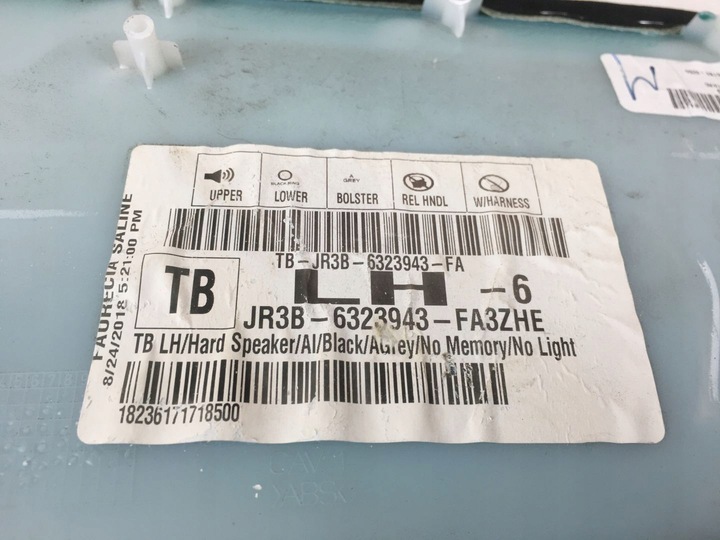 UPPER
BLACK RING
LOWER
A
GREY
BOLSTER
REL HNDL
W/HARNESS
TB-JR3B-6323943-FA
TB
LH -6
JR3B-6323943-FA3ZHE
TB LH/Hard Speaker/Al/Black/AGrey/No Memory/No Light
18236171718500
FAURECIA SALINE
8/24/2018 5:21:00 PM
W